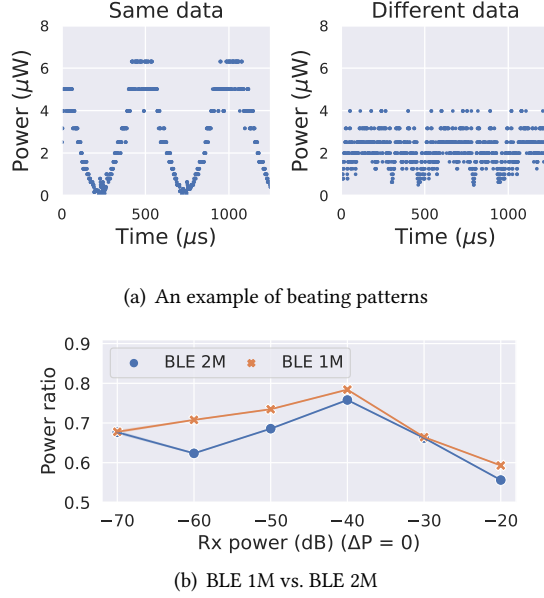 Same data
Different data
8
6
4
2
0
Power (μW)
0
500
1000
Time (μs)
8
6
4
2
0
Power (μW)
0
500
1000
Time (μs)
(a) An example of beating patterns
BLE 2M
BLE 1M
0.9
0.8
0.7
0.6
0.5
Power ratio
−70
−60
−50
−40
−30
−20
Rx power (dB) (ΔP = 0)
(b) BLE 1M vs. BLE 2M